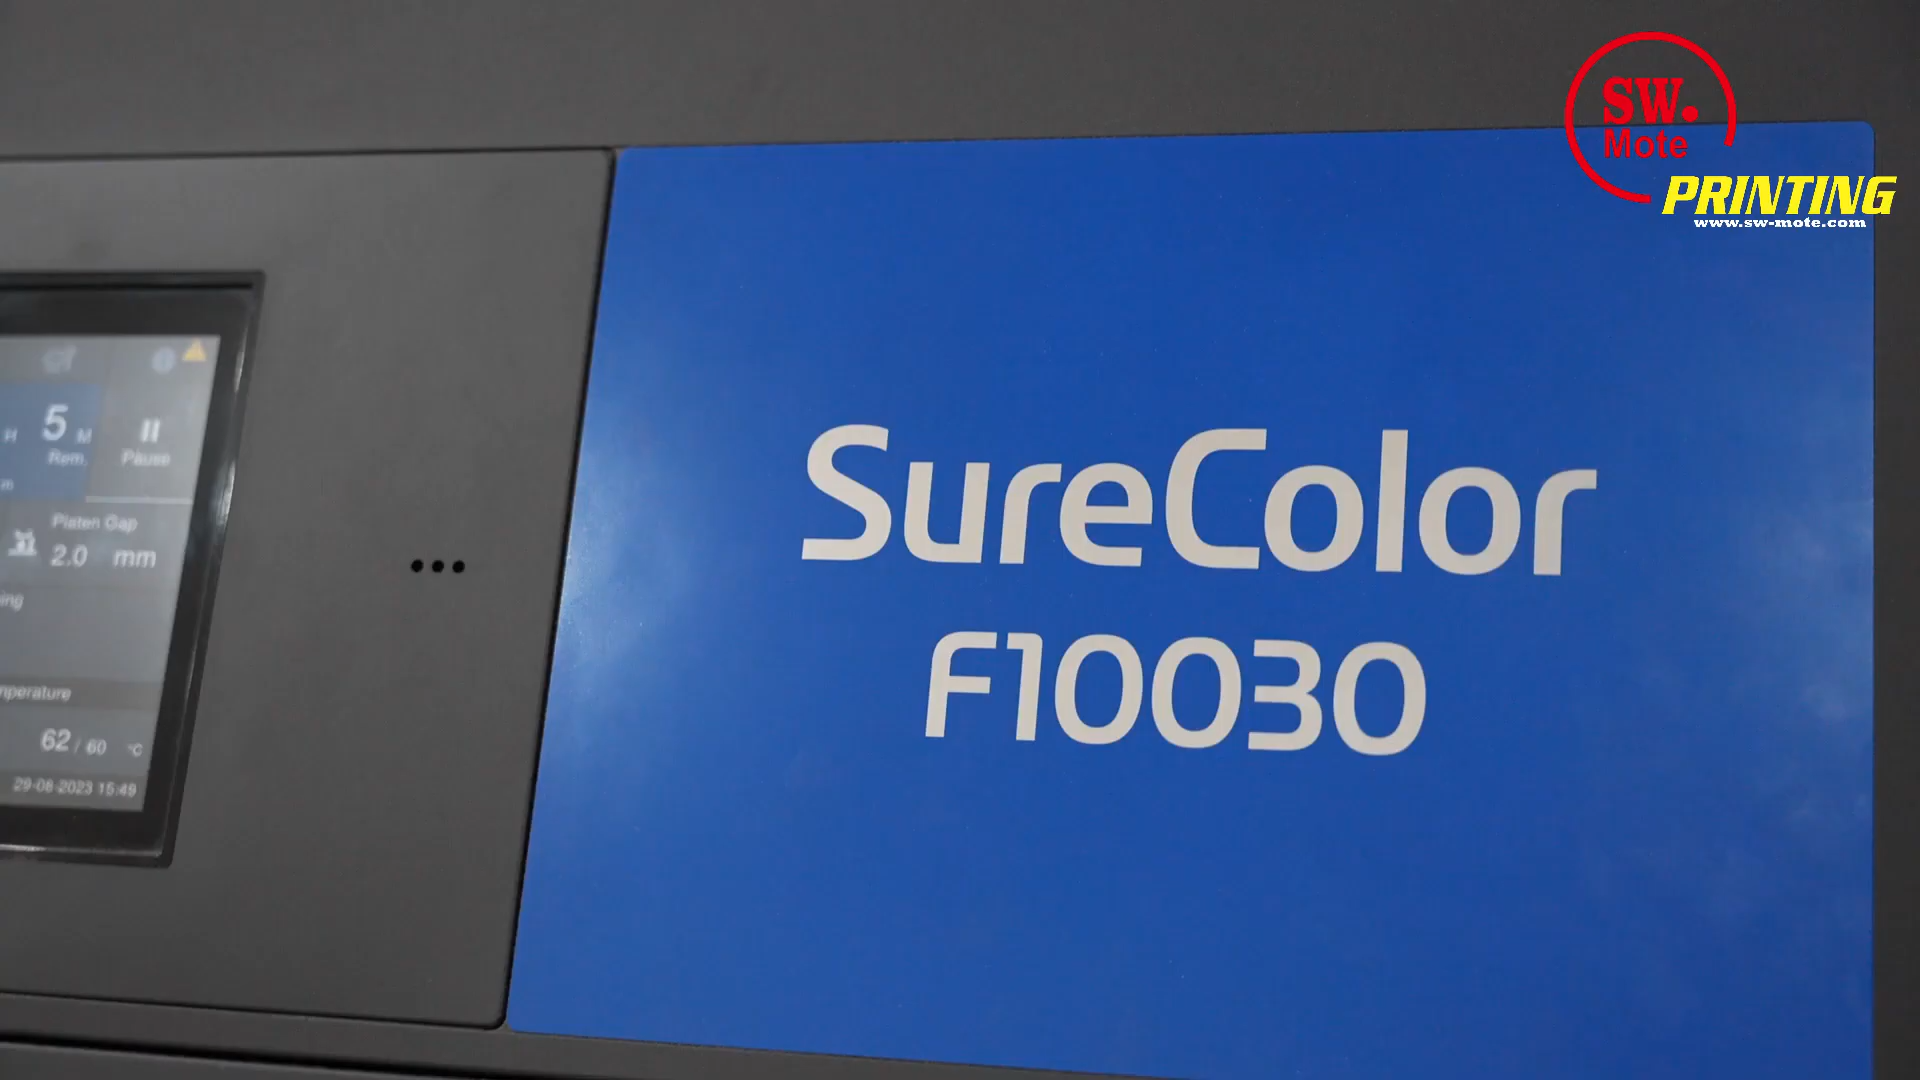 SW.
Mote
PRINTING
www.sw-mote.com
SureColor
F10030
5 M
Rem.
Pause
Platen Gap
2.0 mm
62 / 60 °C
29-08-2023 15:49